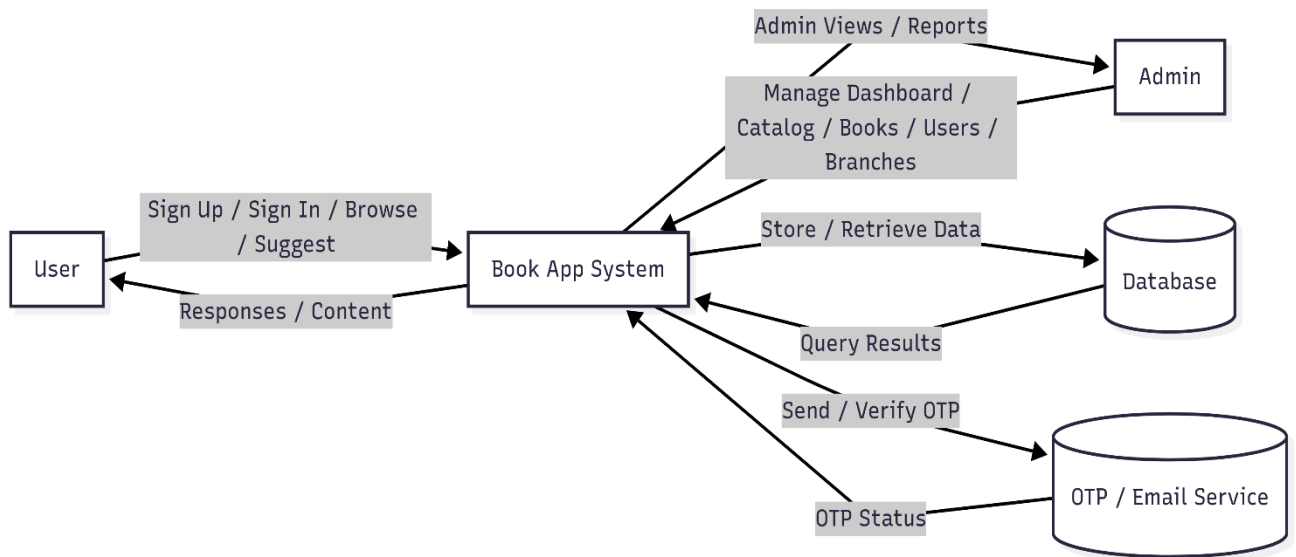 Admin Views / Reports
Admin
Manage Dashboard /
Catalog / Books / Users /
Branches
Sign Up / Sign In / Browse
/ Suggest
User
Responses / Content
Book App System
Store / Retrieve Data
Database
Query Results
Send / Verify OTP
OTP / Email Service
OTP Status